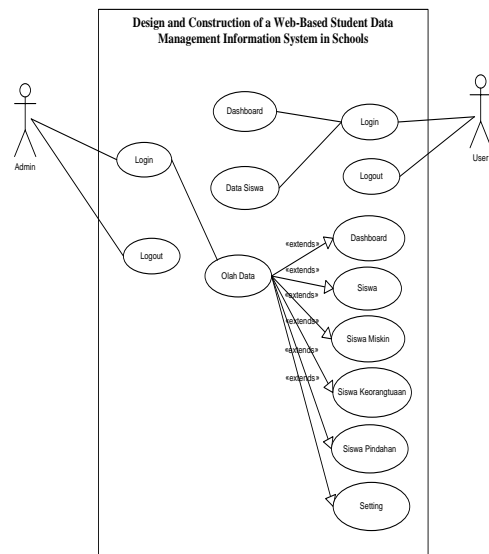 Design and Construction of a Web-Based Student Data
Management Information System in Schools
Dashboard
Login
Admin
User
Login
Data Siswa
Logout
Logout
Olah Data
«extends»
Dashboard
«extends»
Siswa
«extends»
«extends»
Siswa Miskin
«extends»
«extends»
Siswa Keorangtuaan
Siswa Pindahan
Setting